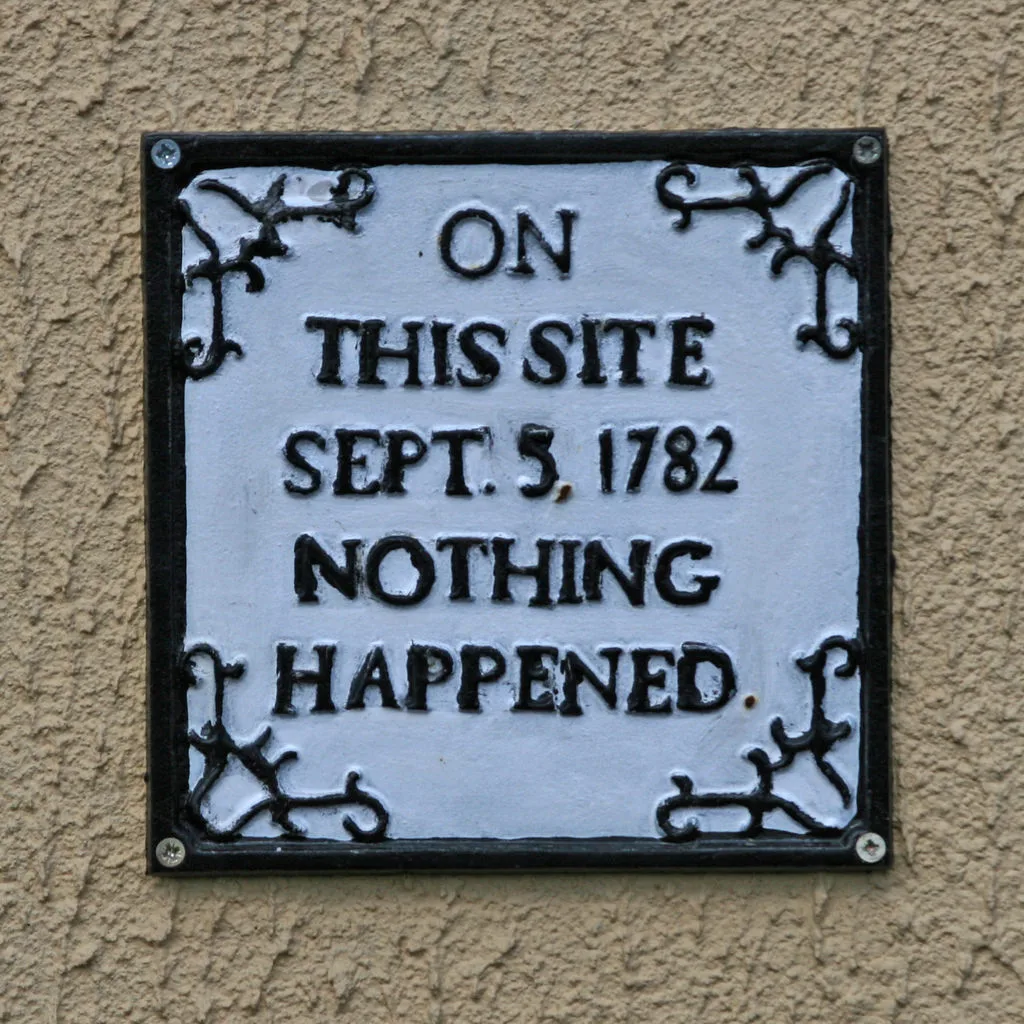 ON
THIS SITE
SEPT. 5, 1782
NOTHING
HAPPENED.